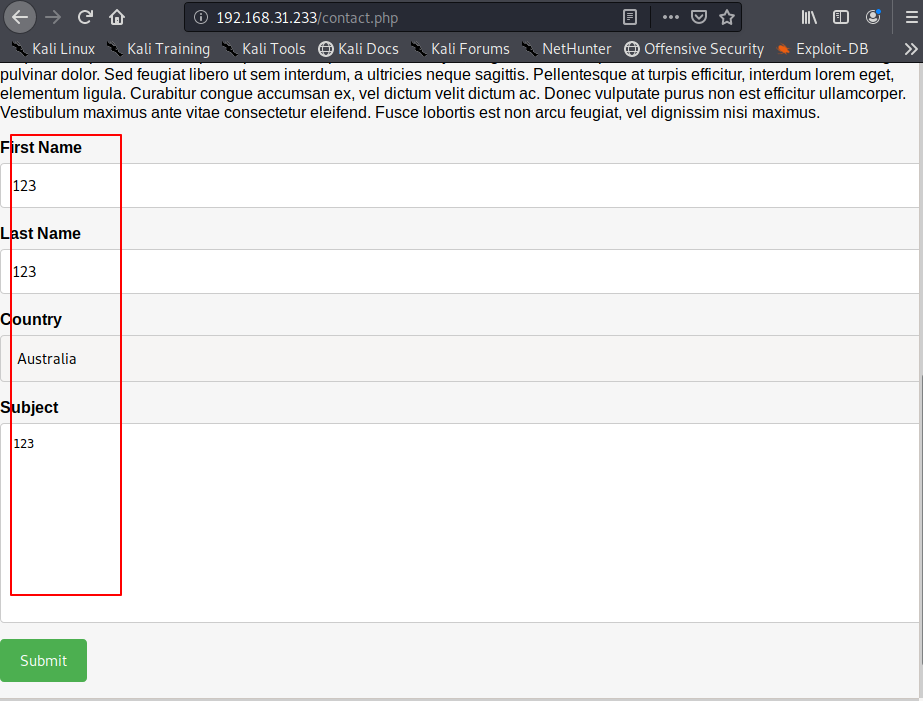 192.168.31.233/contact.php
Kali Linux Kali Training Kali Tools Kali Docs Kali Forums NetHunter Offensive Security Exploit-DB
pulvinar dolor. Sed feugiat libero ut sem interdum, a ultricies neque sagittis. Pellentesque at turpis efficitur, interdum lorem eget,
elementum ligula. Curabitur congue accumsan ex, vel dictum velit dictum ac. Donec vulputate purus non est efficitur ullamcorper.
Vestibulum maximus ante vitae consectetur eleifend. Fusce lobortis est non arcu feugiat, vel dignissim nisi maximus.
First Name
123
Last Name
123
Country
Australia
Subject
123
Submit